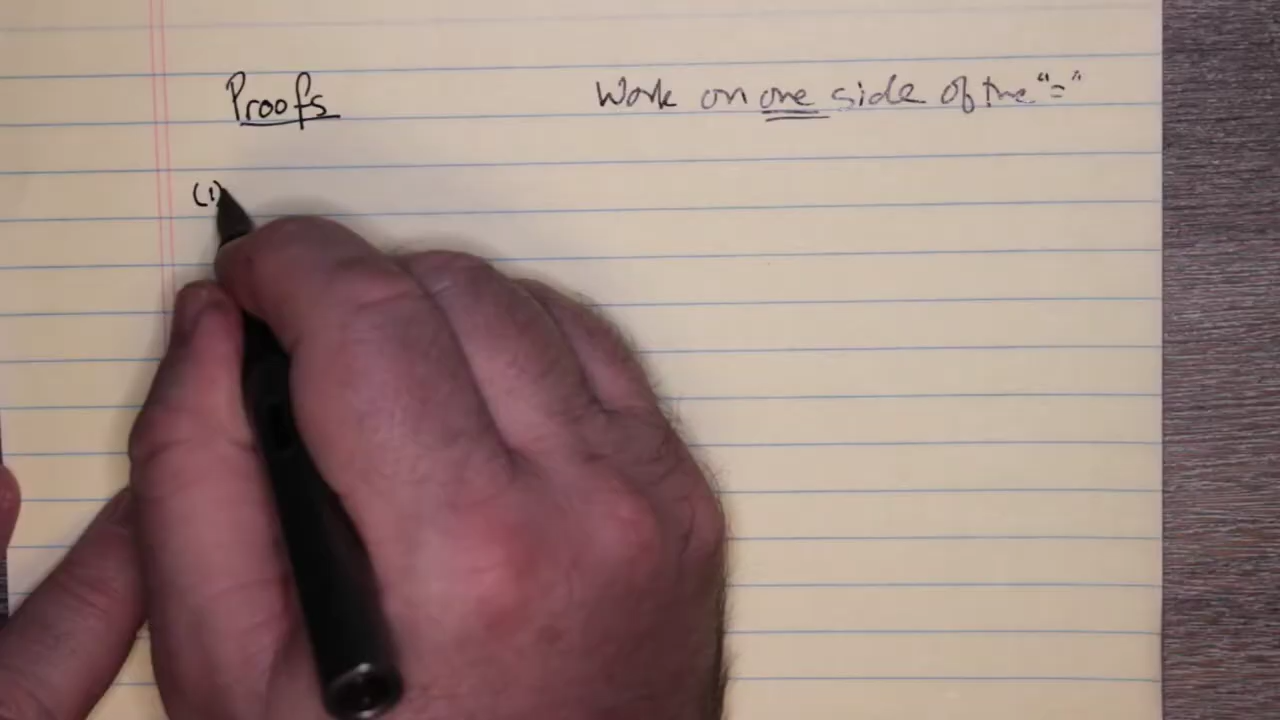 Proofs
Work on one side of the "="
(1)